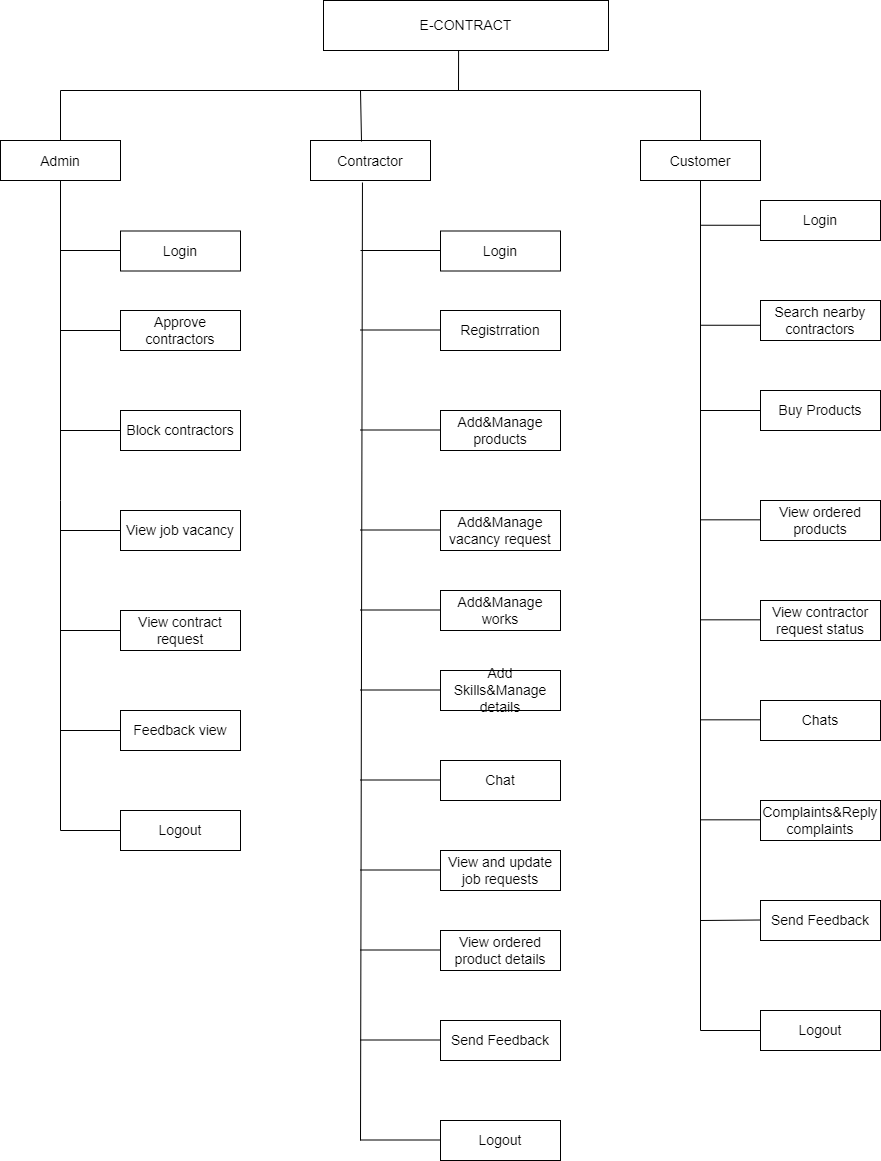 E-CONTRACT
Admin
Login
Approve
contractors
Block contractors
View job vacancy
View contract
request
Feedback view
Logout
Contractor
Login
Registrration
Add&Manage
products
Add&Manage
vacancy request
Add&Manage
works
Add
Skills&Manage
details
Chat
View and update
job requests
View ordered
product details
Send Feedback
Logout
Customer
Login
Search nearby
contractors
Buy Products
View ordered
products
View contractor
request status
Chats
Complaints&Reply
complaints
Send Feedback
Logout